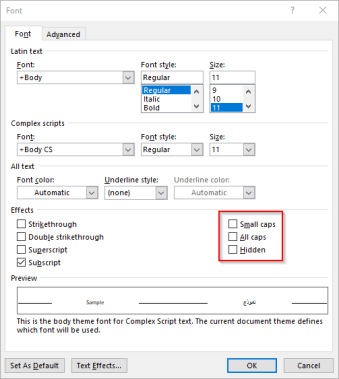 Font
Font Advanced
Latin text
Font: Font style: Size:
+Body Regular 11
Regular 9
Italic 10
Bold 11
Complex scripts
Font: Font style: Size:
+Body CS Regular 11
All text
Font color: Underline style: Underline color:
Automatic (none) Automatic
Effects
Strikethrough Small caps
Double strikethrough All caps
Superscript Hidden
Subscript
Preview
Sample نموذج
This is the body theme font for Complex Script text. The current document theme defines
which font will be used.
Set As Default Text Effects... OK Cancel